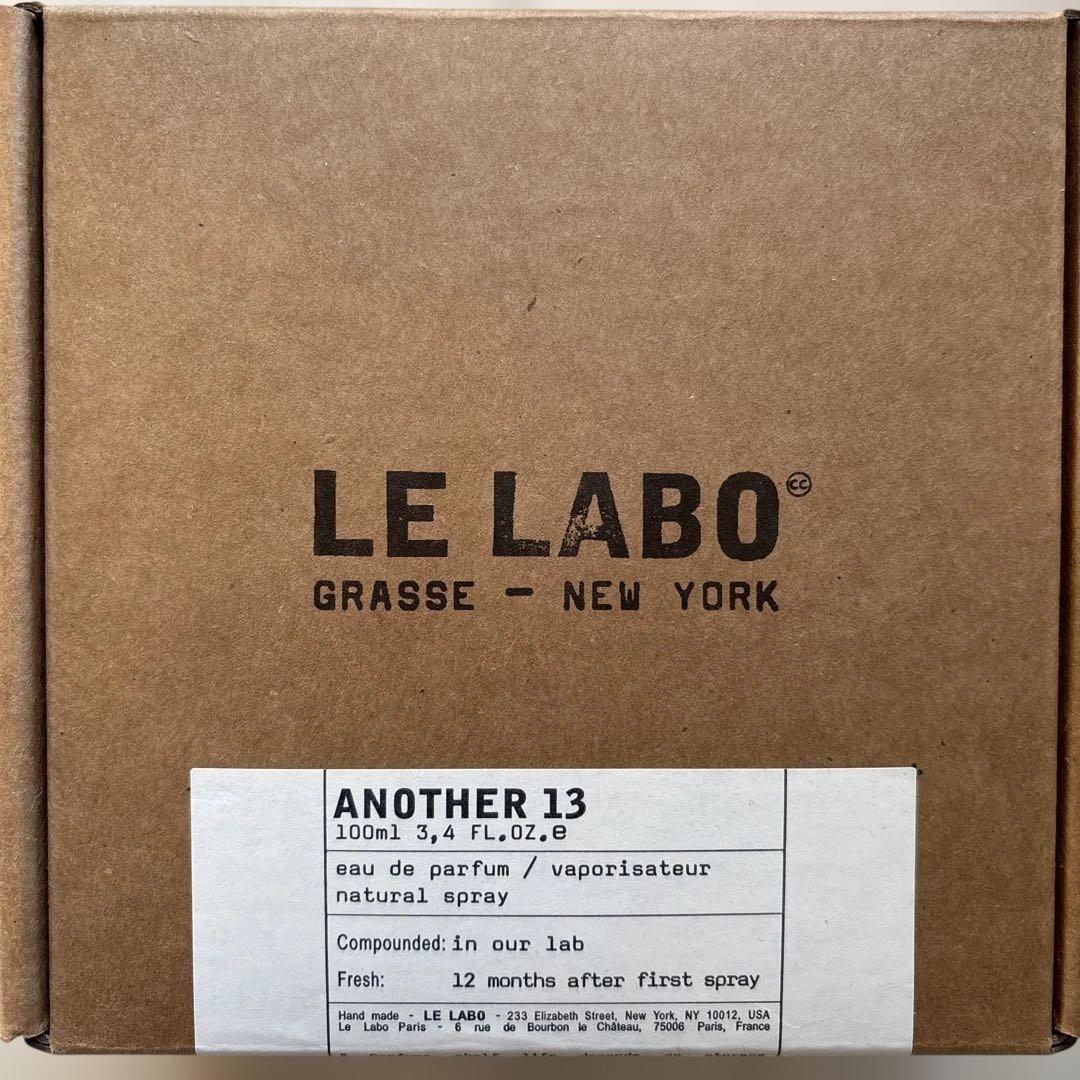 LE LABO
cc
GRASSE — NEW YORK
ANOTHER 13
100ml 3,4 FL.OZ.e
eau de parfum / vaporisateur
natural spray
Compounded: in our lab
Fresh: 12 months after first spray
Hand made - LE LABO - 233 Elizabeth Street, New York, NY 10012, USA
Le Labo Paris - 6 rue de Bourbon le Château, 75006 Paris, France